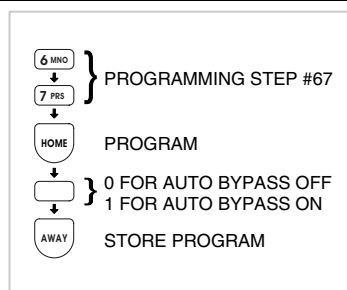 6 MNO
7 PRS
PROGRAMMING STEP #67
HOME
PROGRAM
0 FOR AUTO BYPASS OFF
1 FOR AUTO BYPASS ON
AWAY
STORE PROGRAM